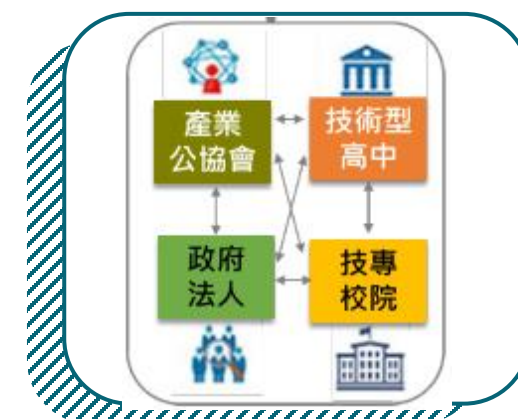 產業
公協會
技術型
高中
政府
法人
技專
校院